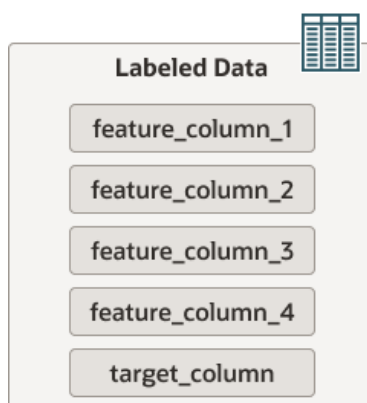 Labeled Data
feature_column_1
feature_column_2
feature_column_3
feature_column_4
target_column